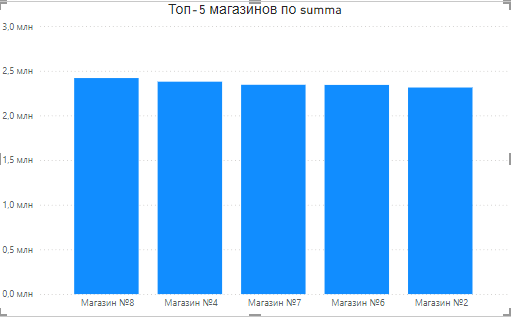 Топ-5 магазинов по summa
3,0 млн
2,5 млн
2,0 млн
1,5 млн
1,0 млн
0,5 млн
0,0 млн
Магазин №8 Магазин №4 Магазин №7 Магазин №6 Магазин №2